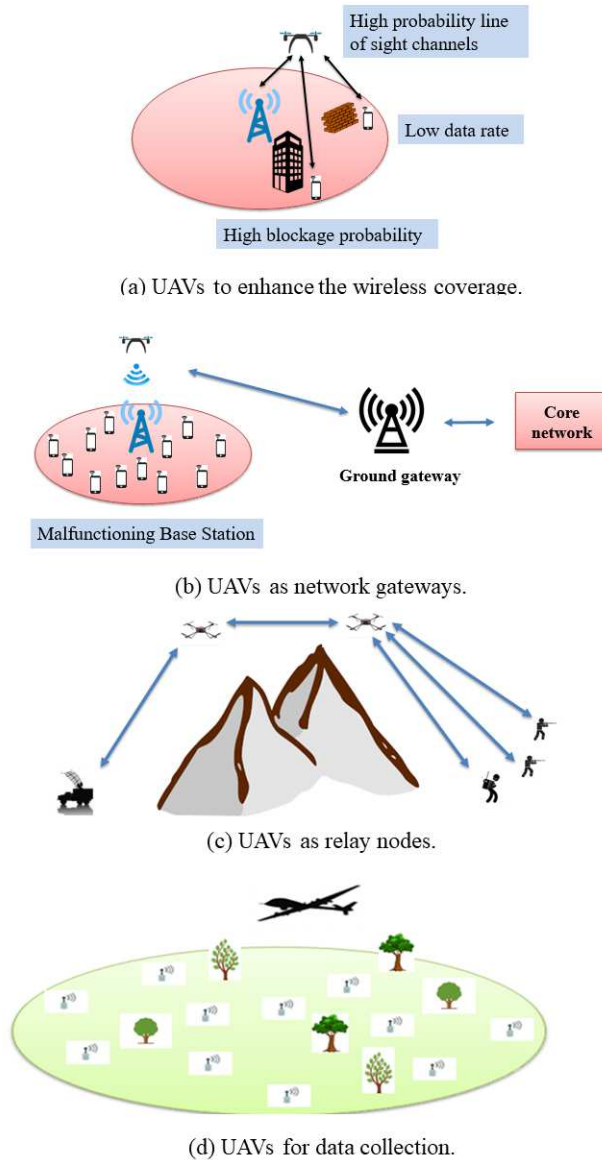 High probability line
of sight channels
Low data rate
High blockage probability
(a) UAVs to enhance the wireless coverage.
Core
network
Ground gateway
Malfunctioning Base Station
(b) UAVs as network gateways.
(c) UAVs as relay nodes.
(d) UAVs for data collection.